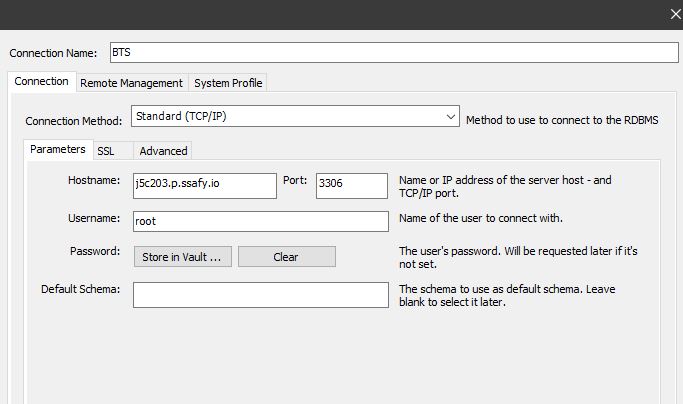 Connection Name: BTS
Connection Remote Management System Profile
Connection Method: Standard (TCP/IP) Method to use to connect to the RDBMS
Parameters SSL Advanced
Hostname: j5c203.p.ssafy.io Port: 3306 Name or IP address of the server host - and
TCP/IP port.
Username: root Name of the user to connect with.
Password: Store in Vault ... Clear The user's password. Will be requested later if it's
not set.
Default Schema: The schema to use as default schema. Leave
blank to select it later.